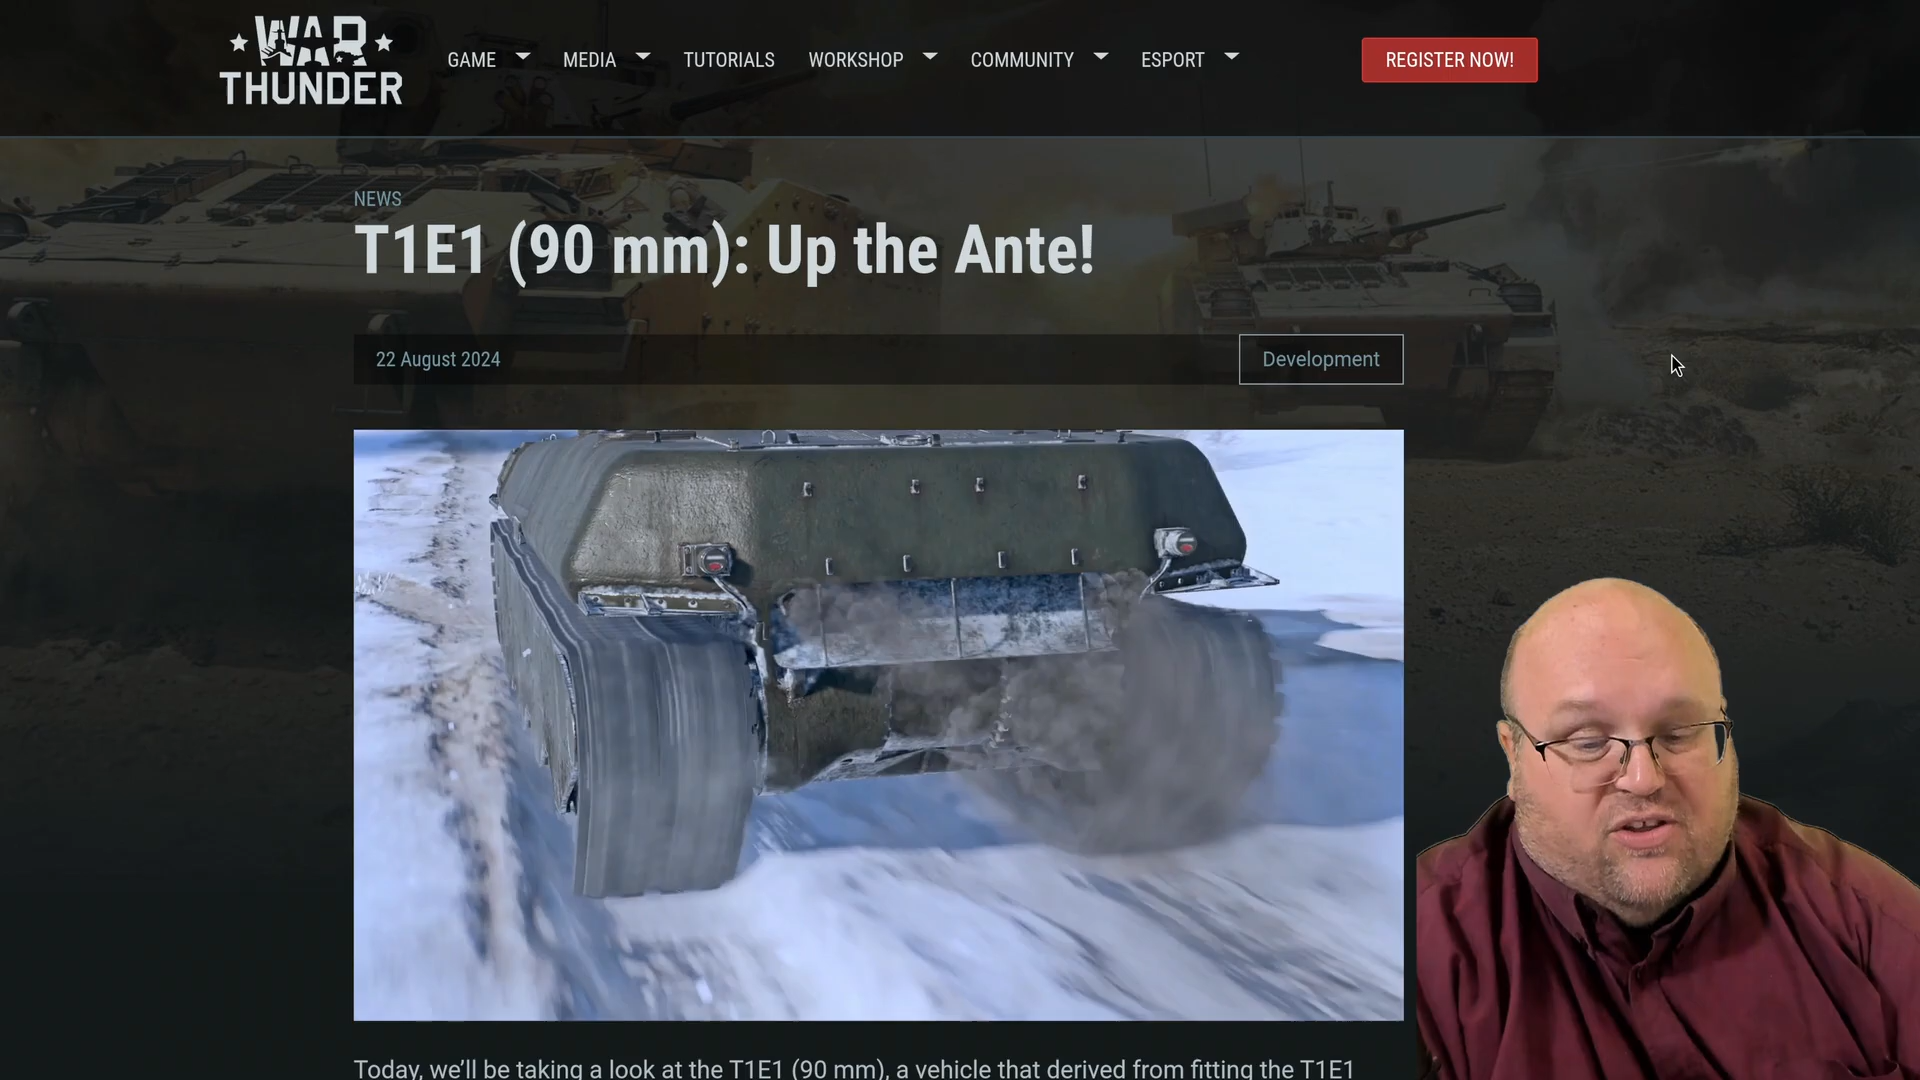 WAR
THUNDER
GAME MEDIA TUTORIALS WORKSHOP COMMUNITY ESPORT REGISTER NOW!
NEWS
T1E1 (90 mm): Up the Ante!
22 August 2024 Development
Today, we’ll be taking a look at the T1E1 (90 mm), a vehicle that derived from fitting the T1E1